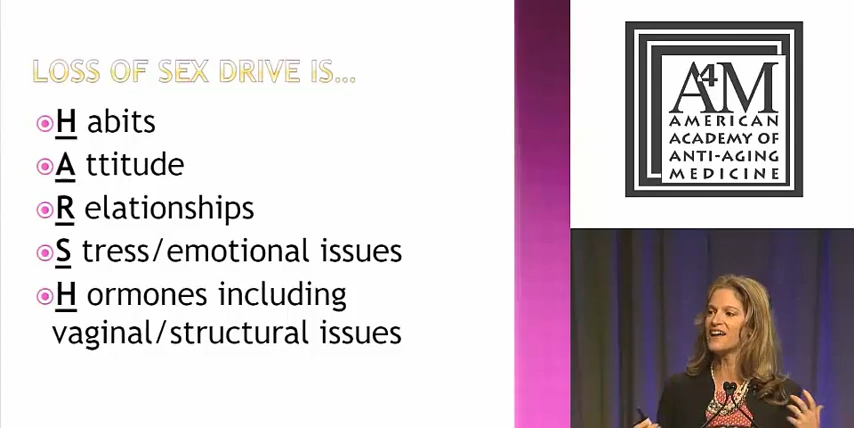 LOSS OF SEX DRIVE IS...
H abits
A ttitude
R elationships
S tress/emotional issues
H ormones including
vaginal/structural issues
A4M
AMERICAN
ACADEMY OF
ANTI-AGING
MEDICINE